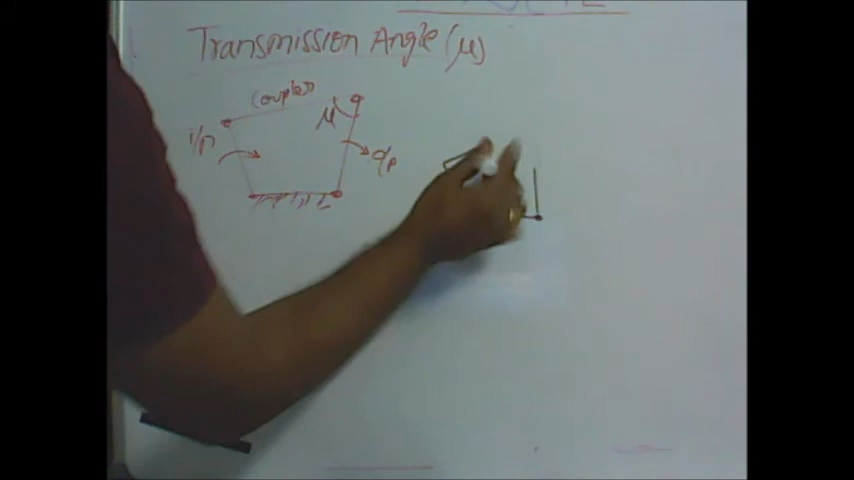 Transmission Angle (μ)
coupler
μ
i/p
o/p